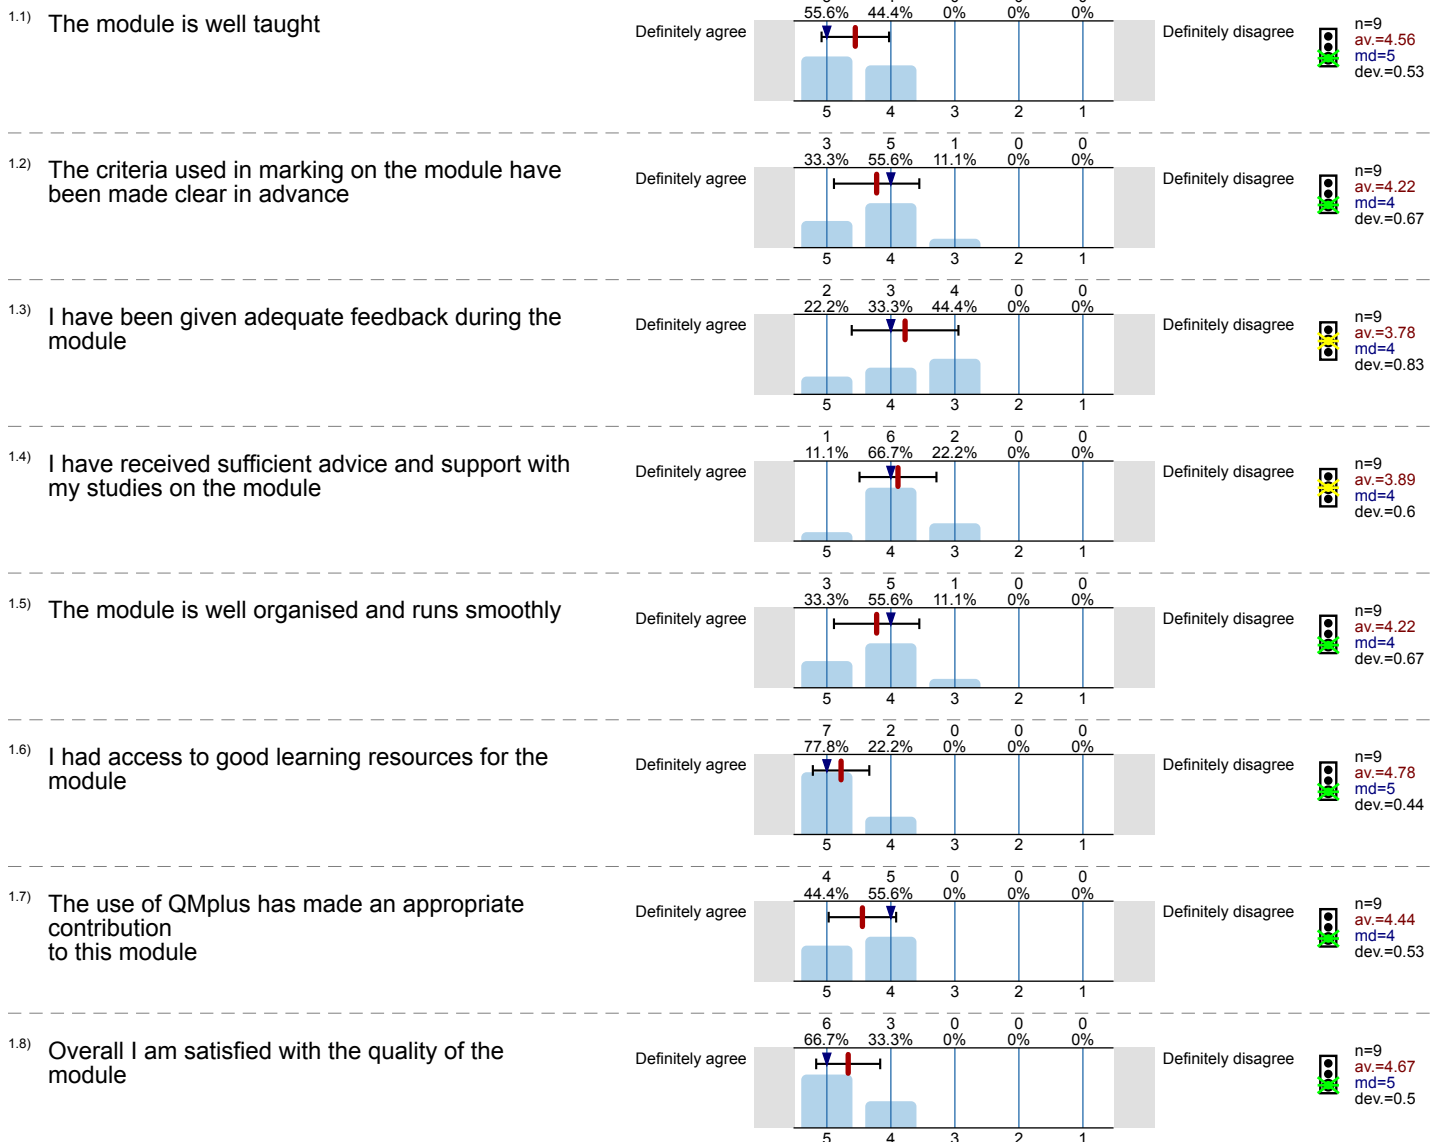 55.6% 44.4% 0% 0% 0%
1.1) The module is well taught
Definitely agree
Definitely disagree
n=9
av.=4.56
md=5
dev.=0.53
5 4 3 2 1
3 5 1 0 0
33.3% 55.6% 11.1% 0% 0%
1.2) The criteria used in marking on the module have
been made clear in advance
Definitely agree
Definitely disagree
n=9
av.=4.22
md=4
dev.=0.67
5 4 3 2 1
2 3 4 0 0
22.2% 33.3% 44.4% 0% 0%
1.3) I have been given adequate feedback during the
module
Definitely agree
Definitely disagree
n=9
av.=3.78
md=4
dev.=0.83
5 4 3 2 1
1 6 2 0 0
11.1% 66.7% 22.2% 0% 0%
1.4) I have received sufficient advice and support with
my studies on the module
Definitely agree
Definitely disagree
n=9
av.=3.89
md=4
dev.=0.6
5 4 3 2 1
3 5 1 0 0
33.3% 55.6% 11.1% 0% 0%
1.5) The module is well organised and runs smoothly
Definitely agree
Definitely disagree
n=9
av.=4.22
md=4
dev.=0.67
5 4 3 2 1
7 2 0 0 0
77.8% 22.2% 0% 0% 0%
1.6) I had access to good learning resources for the
module
Definitely agree
Definitely disagree
n=9
av.=4.78
md=5
dev.=0.44
5 4 3 2 1
4 5 0 0 0
44.4% 55.6% 0% 0% 0%
1.7) The use of QMplus has made an appropriate
contribution
to this module
Definitely agree
Definitely disagree
n=9
av.=4.44
md=4
dev.=0.53
5 4 3 2 1
6 3 0 0 0
66.7% 33.3% 0% 0% 0%
1.8) Overall I am satisfied with the quality of the
module
Definitely agree
Definitely disagree
n=9
av.=4.67
md=5
dev.=0.5
5 4 3 2 1